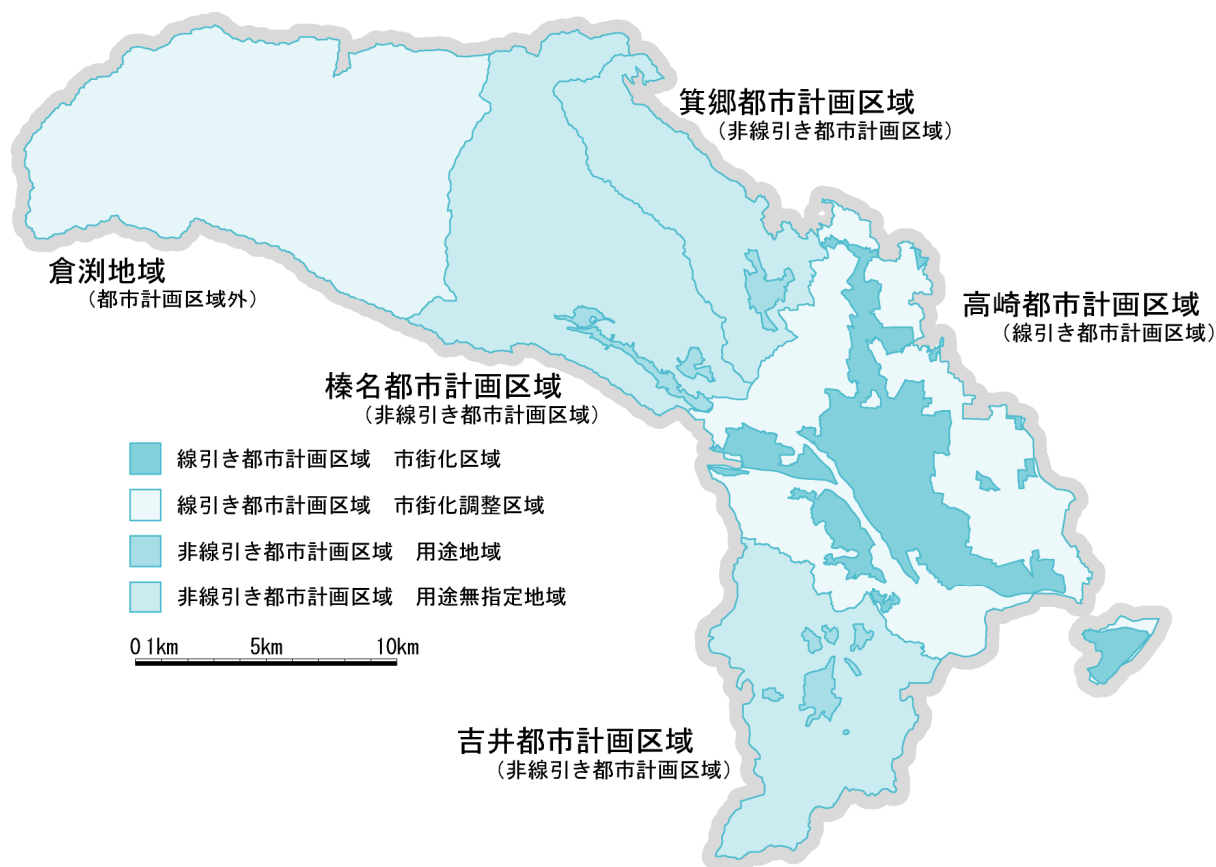 箕郷都市計画区域
（非線引き都市計画区域）
倉渕地域
（都市計画区域外）
高崎都市計画区域
（線引き都市計画区域）
榛名都市計画区域
（非線引き都市計画区域）
線引き都市計画区域　市街化区域
線引き都市計画区域　市街化調整区域
非線引き都市計画区域　用途地域
非線引き都市計画区域　用途無指定地域
0 1km 5km 10km
吉井都市計画区域
（非線引き都市計画区域）